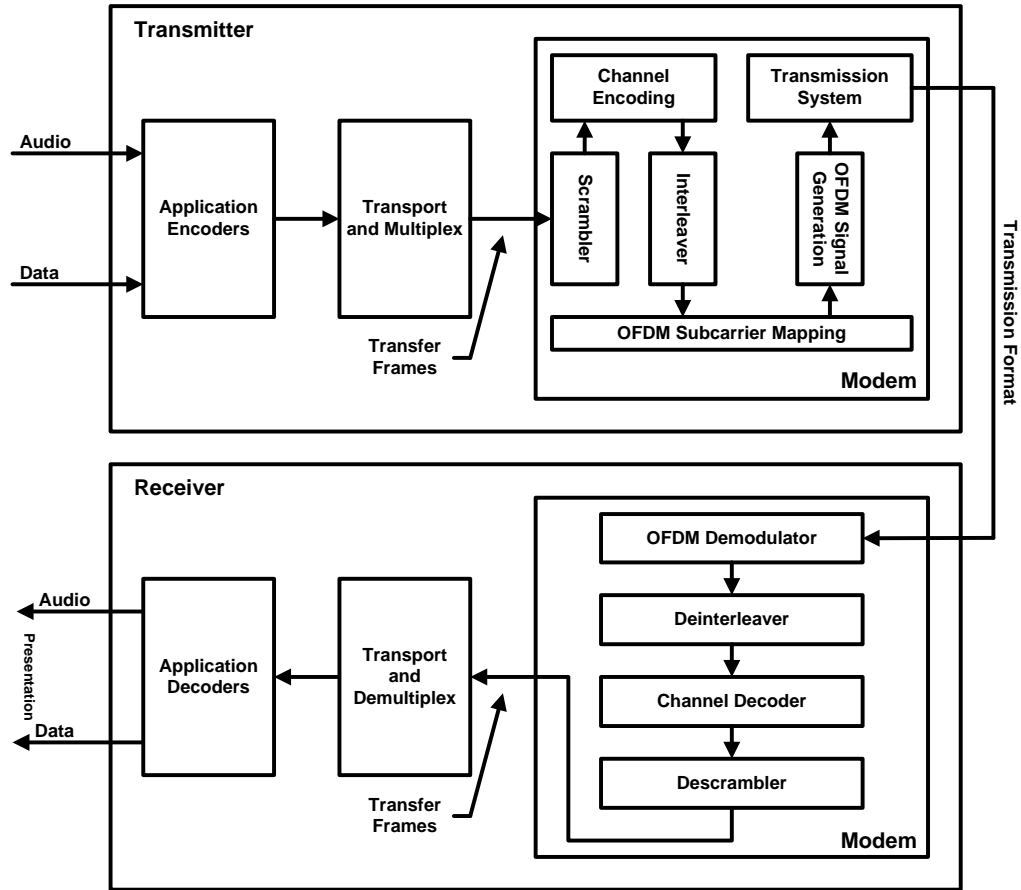 Transmitter
Audio
Data
Application
Encoders
Transport
and Multiplex
Transfer
Frames
Channel
Encoding
Transmission
System
Scrambler
Interleaver
OFDM Signal
Generation
OFDM Subcarrier Mapping
Modem
Transmission Format
Receiver
OFDM Demodulator
Deinterleaver
Channel Decoder
Descrambler
Modem
Transport
and
Demultiplex
Transfer
Frames
Application
Decoders
Audio
Presentation
Data